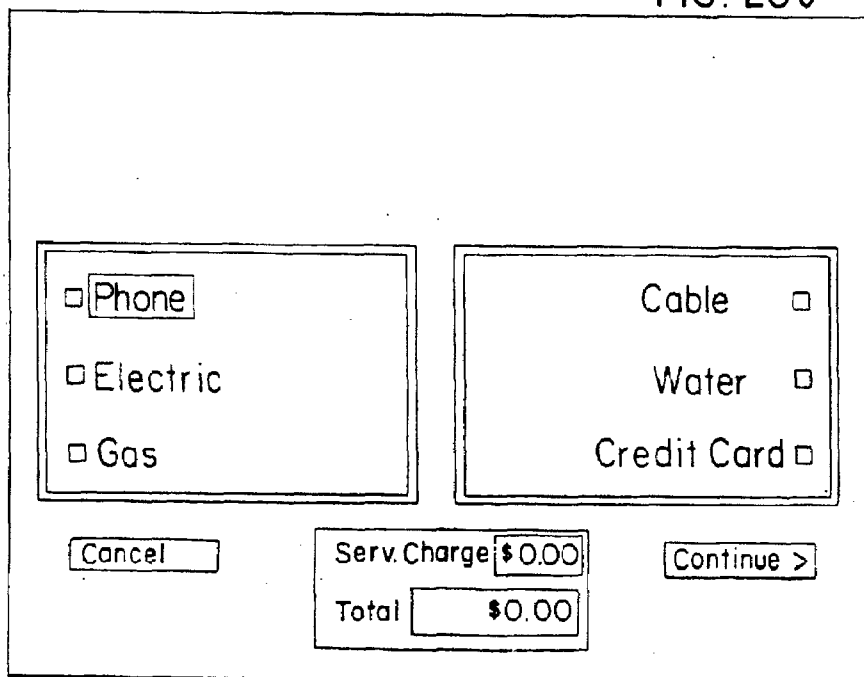 Phone
Electric
Gas
Cable
Water
Credit Card
Cancel
Serv. Charge $0.00
Total $0.00
Continue >